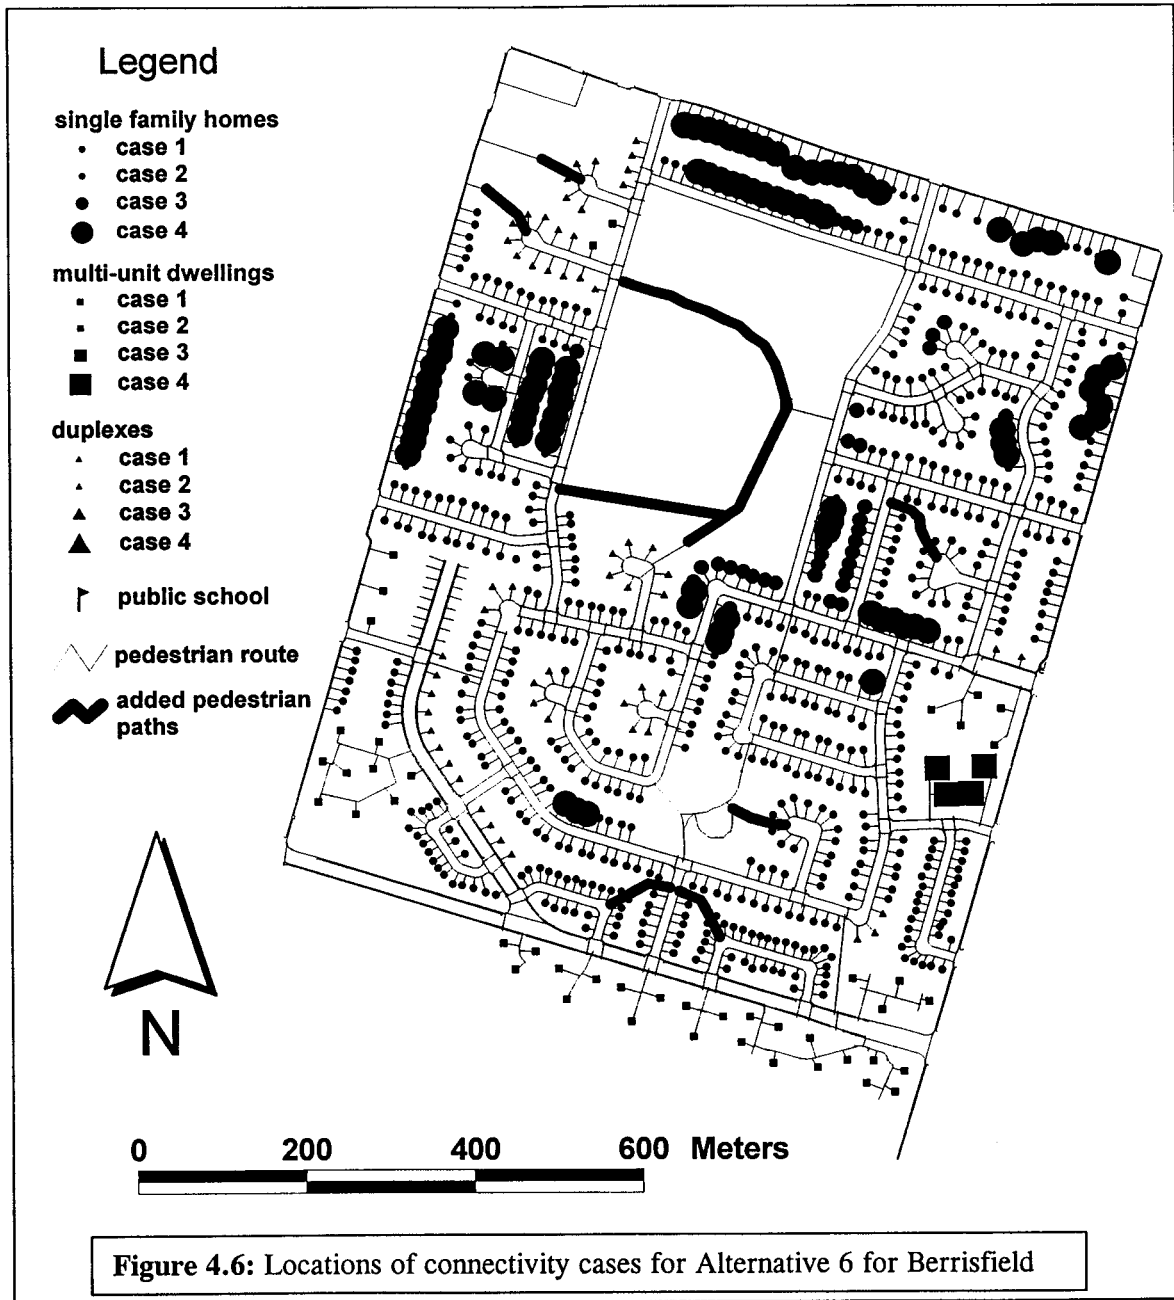 Legend
single family homes
case 1
case 2
case 3
case 4
multi-unit dwellings
case 1
case 2
case 3
case 4
duplexes
case 1
case 2
case 3
case 4
public school
pedestrian route
added pedestrian
paths
N
0 200 400 600 Meters
Figure 4.6: Locations of connectivity cases for Alternative 6 for Berrisfield